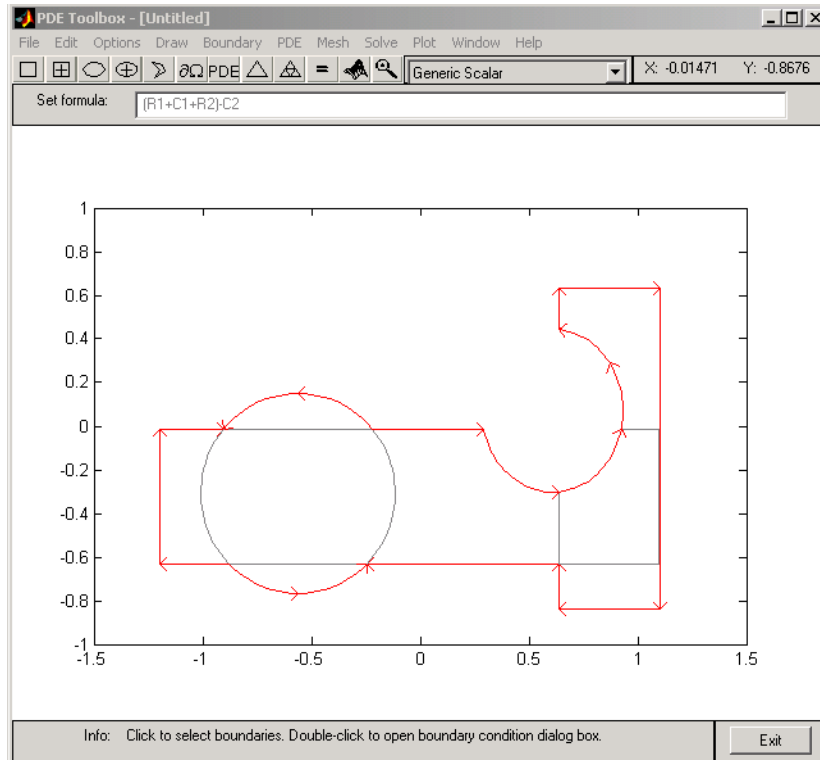 PDE Toolbox - [Untitled]
File Edit Options Draw Boundary PDE Mesh Solve Plot Window Help
∂Ω PDE = Generic Scalar X: -0.01471 Y: -0.8676
Set formula: (R1+C1+R2)-C2
1
0.8
0.6
0.4
0.2
0
-0.2
-0.4
-0.6
-0.8
-1
-1.5 -1 -0.5 0 0.5 1 1.5
Info: Click to select boundaries. Double-click to open boundary condition dialog box. Exit